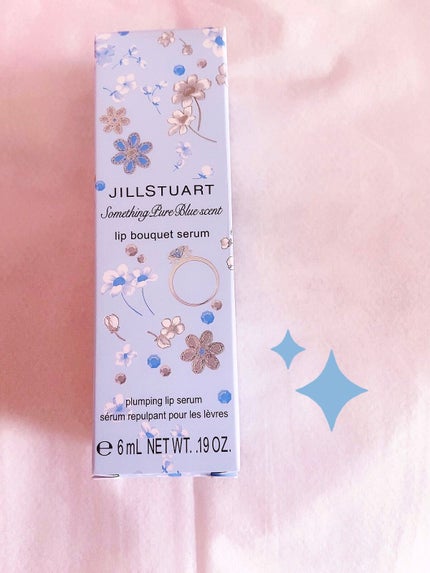 JILLSTUART
Something Pure Blue scent
lip bouquet serum
plumping lip serum
sérum repulpant pour les lèvres
℮ 6 mL NET WT. .19 OZ.